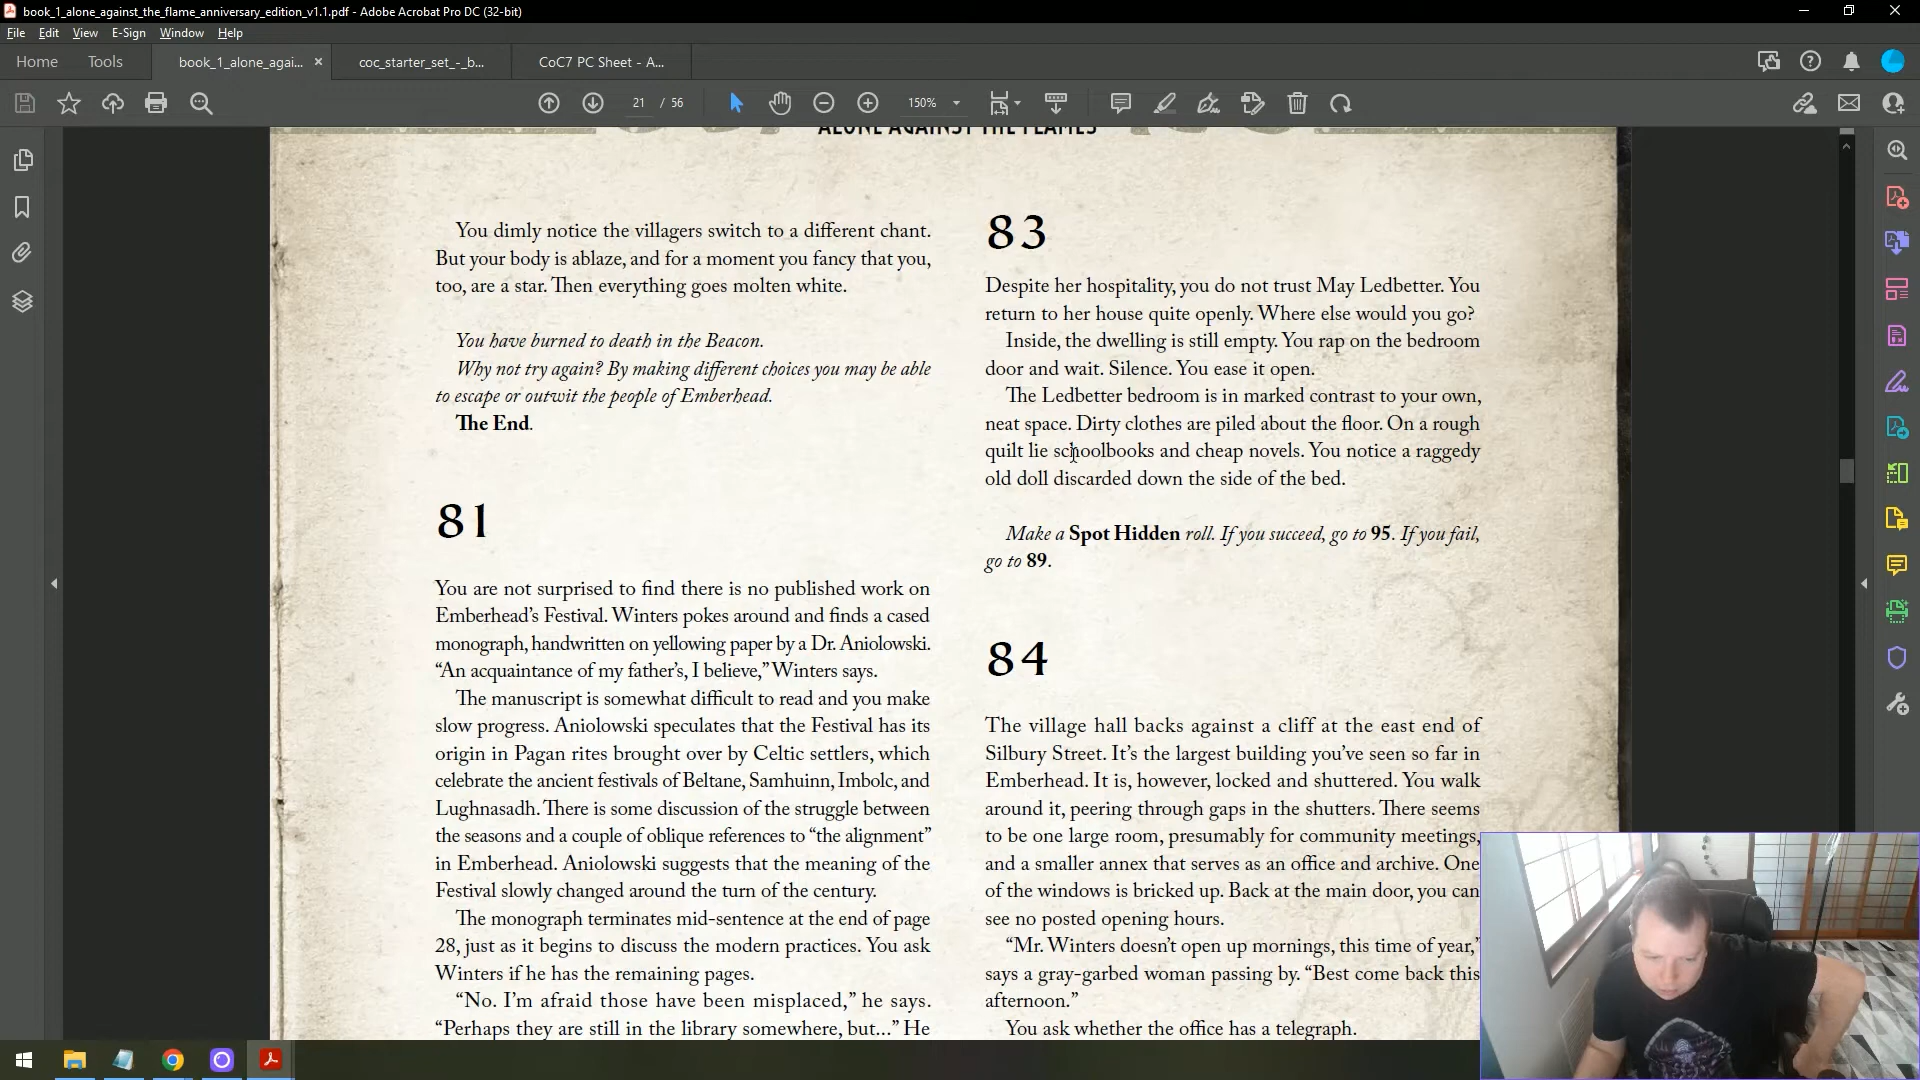 book_1_alone_against_the_flame_anniversary_edition_v1.1.pdf - Adobe Acrobat Pro DC (32-bit)
File Edit View E-Sign Window Help
Home Tools book_1_alone_agai... coc_starter_set_-_b... CoC7 PC Sheet - A...
21 / 56 150%
ALONE AGAINST THE FLAMES
You dimly notice the villagers switch to a different chant.
But your body is ablaze, and for a moment you fancy that you,
too, are a star. Then everything goes molten white.
You have burned to death in the Beacon.
Why not try again? By making different choices you may be able
to escape or outwit the people of Emberhead.
The End.
81
You are not surprised to find there is no published work on
Emberhead’s Festival. Winters pokes around and finds a cased
monograph, handwritten on yellowing paper by a Dr. Aniolowski.
“An acquaintance of my father’s, I believe,” Winters says.
The manuscript is somewhat difficult to read and you make
slow progress. Aniolowski speculates that the Festival has its
origin in Pagan rites brought over by Celtic settlers, which
celebrate the ancient festivals of Beltane, Samhuinn, Imbolc, and
Lughnasadh. There is some discussion of the struggle between
the seasons and a couple of oblique references to “the alignment”
in Emberhead. Aniolowski suggests that the meaning of the
Festival slowly changed around the turn of the century.
The monograph terminates mid-sentence at the end of page
28, just as it begins to discuss the modern practices. You ask
Winters if he has the remaining pages.
“No. I’m afraid those have been misplaced,” he says.
“Perhaps they are still in the library somewhere, but...” He
83
Despite her hospitality, you do not trust May Ledbetter. You
return to her house quite openly. Where else would you go?
Inside, the dwelling is still empty. You rap on the bedroom
door and wait. Silence. You ease it open.
The Ledbetter bedroom is in marked contrast to your own,
neat space. Dirty clothes are piled about the floor. On a rough
quilt lie schoolbooks and cheap novels. You notice a raggedy
old doll discarded down the side of the bed.
Make a Spot Hidden roll. If you succeed, go to 95. If you fail,
go to 89.
84
The village hall backs against a cliff at the east end of
Silbury Street. It’s the largest building you’ve seen so far in
Emberhead. It is, however, locked and shuttered. You walk
around it, peering through gaps in the shutters. There seems
to be one large room, presumably for community meetings,
and a smaller annex that serves as an office and archive. One
of the windows is bricked up. Back at the main door, you can
see no posted opening hours.
“Mr. Winters doesn’t open up mornings, this time of year,”
says a gray-garbed woman passing by. “Best come back this
afternoon.”
You ask whether the office has a telegraph.